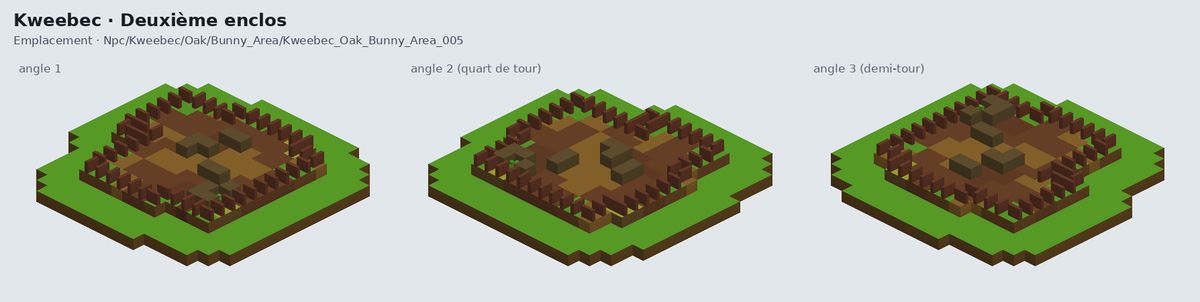 Kweebec · Deuxième enclos
Emplacement · Npc/Kweebec/Oak/Bunny_Area/Kweebec_Oak_Bunny_Area_005
angle 1
angle 2 (quart de tour)
angle 3 (demi-tour)